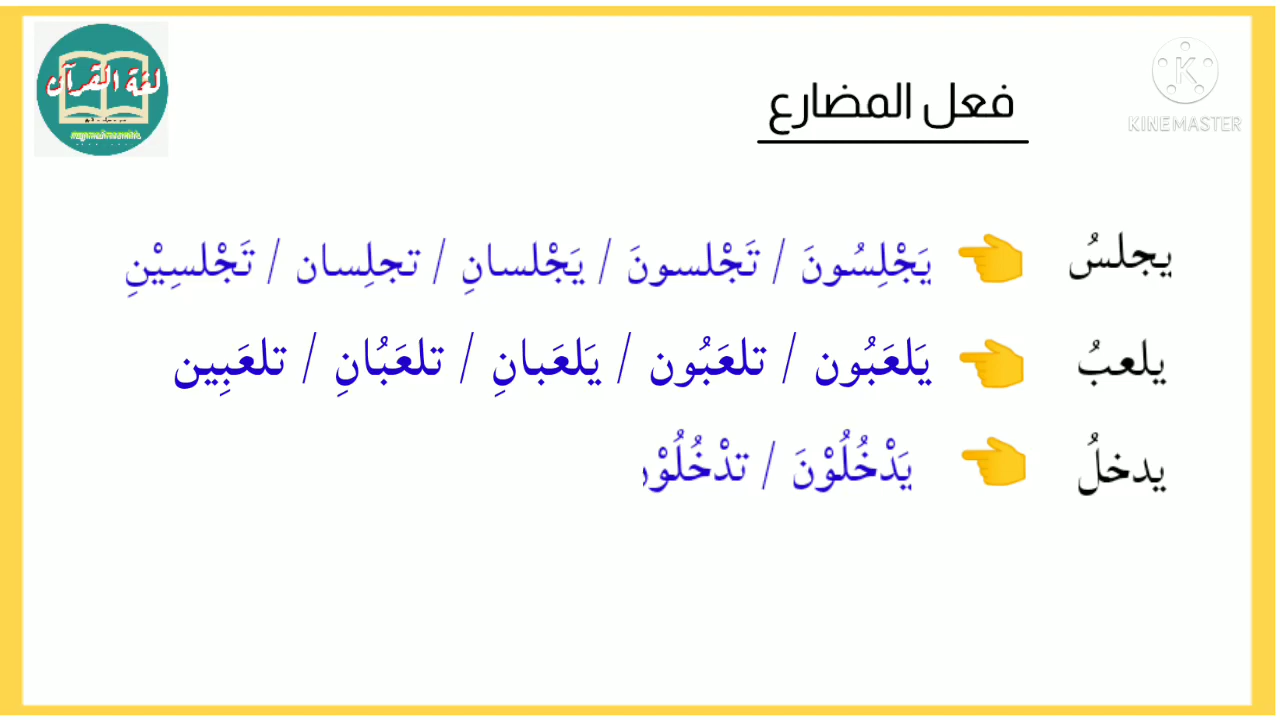 لغة القرآن
KINEMASTER
فعل المضارع
يجلسُ 👈 يَجْلِسُونَ / تَجْلسونَ / يَجْلسانِ / تجلِسان / تَجْلسِيْنِ
يلعبُ 👈 يَلعَبُون / تلعَبُون / يَلعَبانِ / تلعَبُانِ / تلعَبِين
يدخلُ 👈 يَدْخُلُوْنَ / تدْخُلُوْ